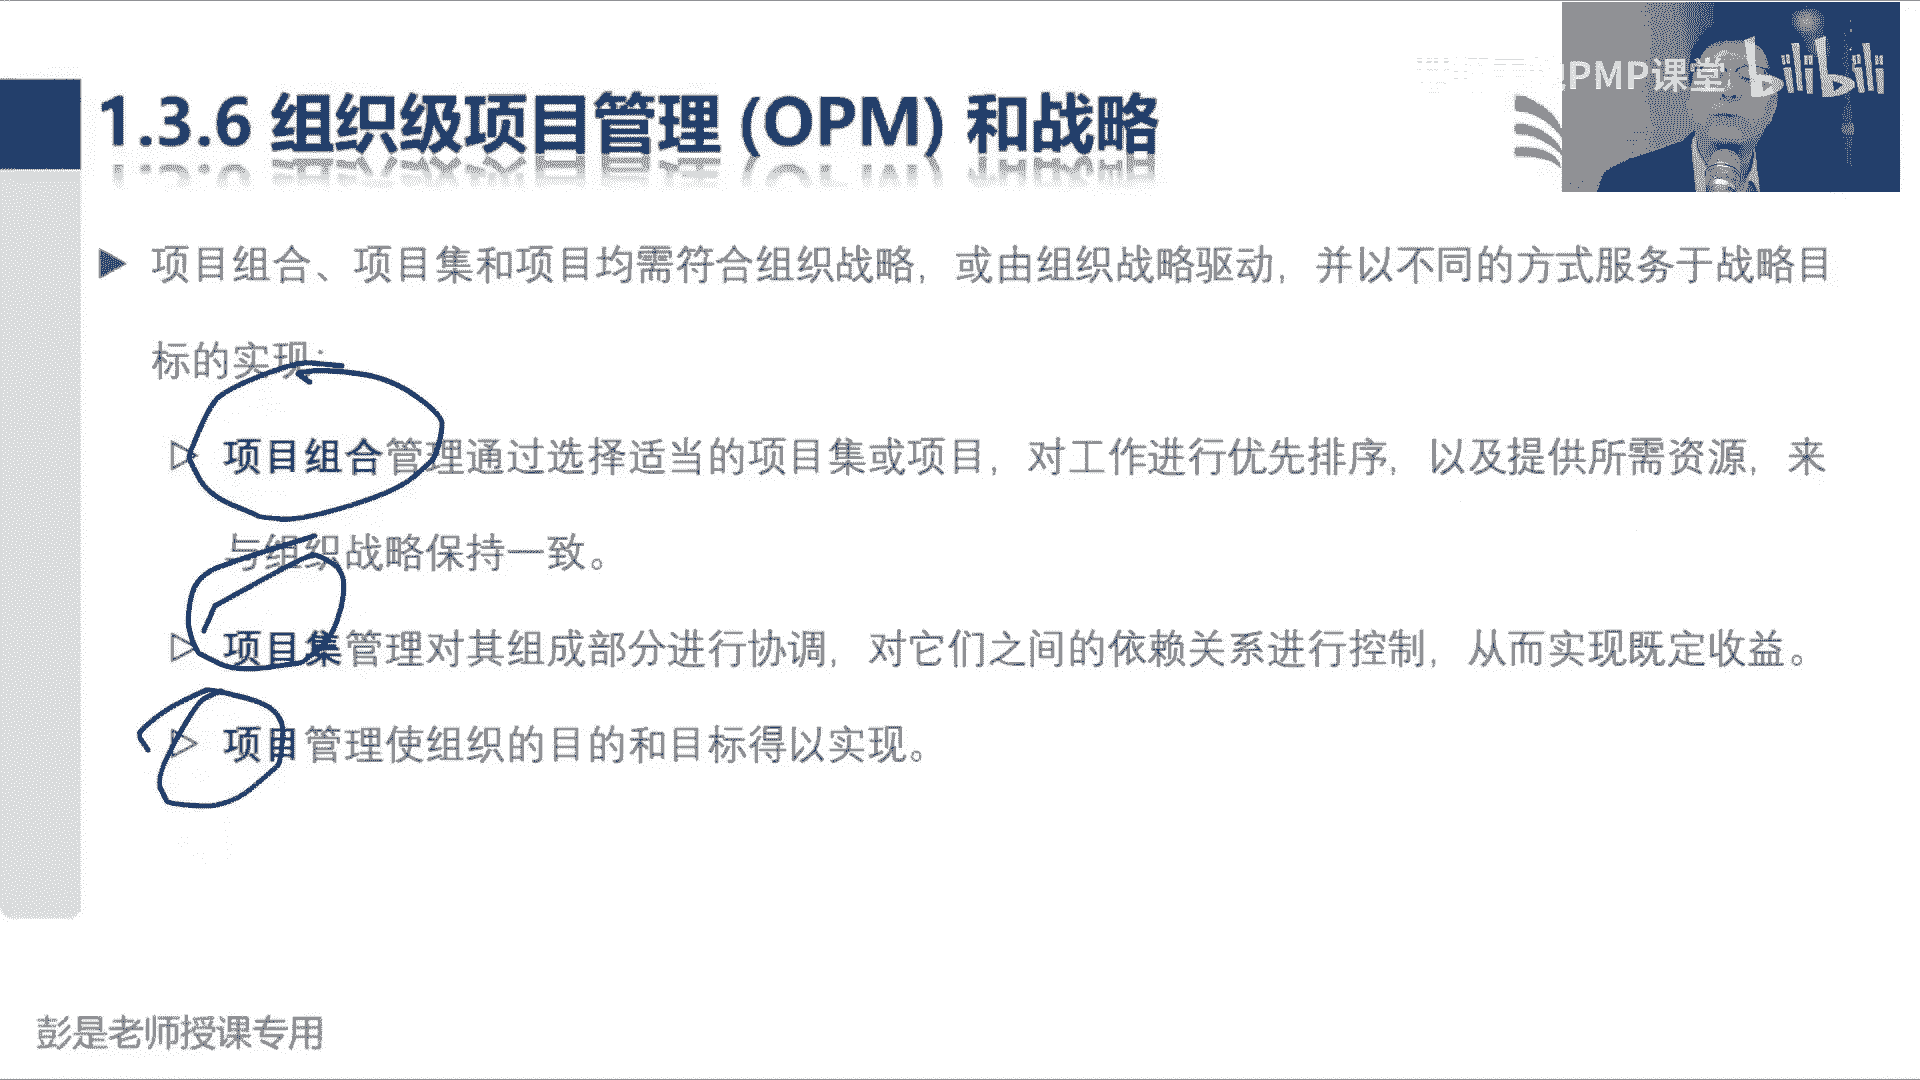 PMP课堂 bilibili
1.3.6 组织级项目管理 (OPM) 和战略
项目组合、项目集和项目均需符合组织战略，或由组织战略驱动，并以不同的方式服务于战略目
标的实现：
项目组合管理通过选择适当的项目集或项目，对工作进行优先排序，以及提供所需资源，来
与组织战略保持一致。
项目集管理对其组成部分进行协调，对它们之间的依赖关系进行控制，从而实现既定收益。
项目管理使组织的目的和目标得以实现。
彭是老师授课专用